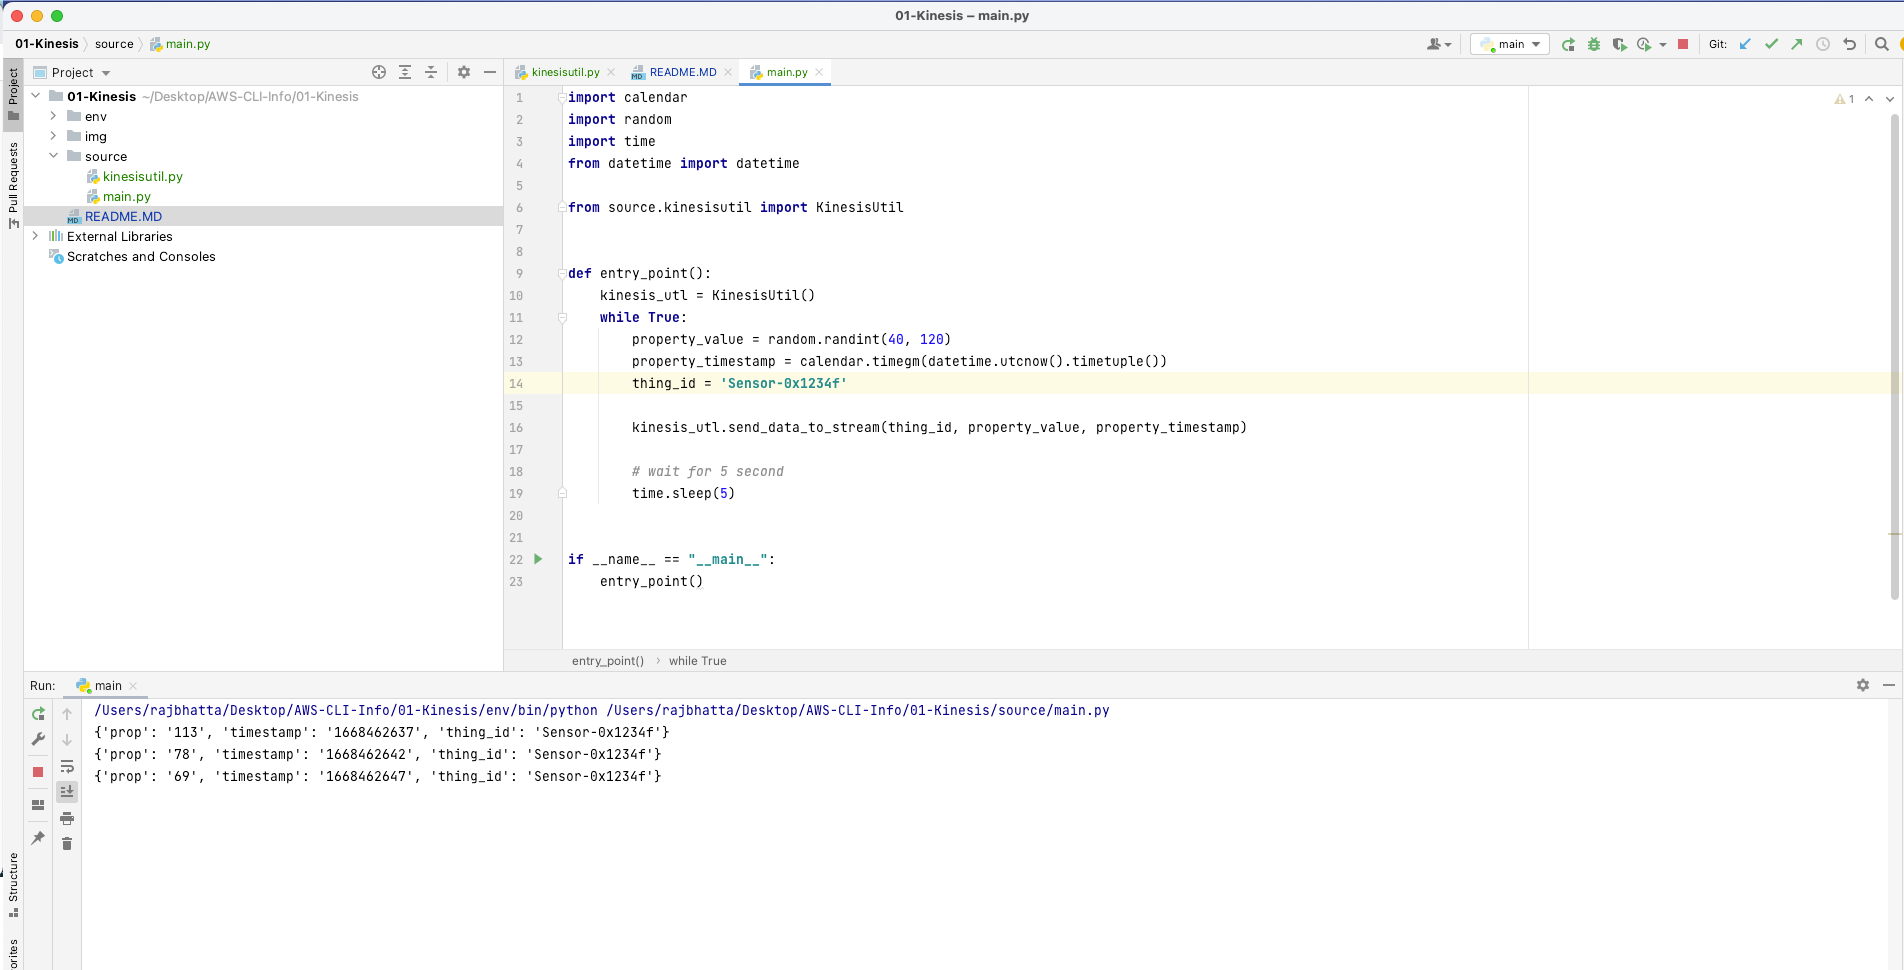 01-Kinesis – main.py
01-Kinesis source main.py
main
Git:
Project
Project
Pull Requests
01-Kinesis ~/Desktop/AWS-CLI-Info/01-Kinesis
env
img
source
kinesisutil.py
main.py
README.MD
External Libraries
Scratches and Consoles
kinesisutil.py README.MD main.py
1
1 import calendar
2 import random
3 import time
4 from datetime import datetime
5
6 from source.kinesisutil import KinesisUtil
7
8
9 def entry_point():
10 kinesis_utl = KinesisUtil()
11 while True:
12 property_value = random.randint(40, 120)
13 property_timestamp = calendar.timegm(datetime.utcnow().timetuple())
14 thing_id = 'Sensor-0x1234f'
15
16 kinesis_utl.send_data_to_stream(thing_id, property_value, property_timestamp)
17
18 # wait for 5 second
19 time.sleep(5)
20
21
22 if __name__ == "__main__":
23 entry_point()
entry_point() while True
Run: main
/Users/rajbhatta/Desktop/AWS-CLI-Info/01-Kinesis/env/bin/python /Users/rajbhatta/Desktop/AWS-CLI-Info/01-Kinesis/source/main.py
{'prop': '113', 'timestamp': '1668462637', 'thing_id': 'Sensor-0x1234f'}
{'prop': '78', 'timestamp': '1668462642', 'thing_id': 'Sensor-0x1234f'}
{'prop': '69', 'timestamp': '1668462647', 'thing_id': 'Sensor-0x1234f'}
Structure
orites